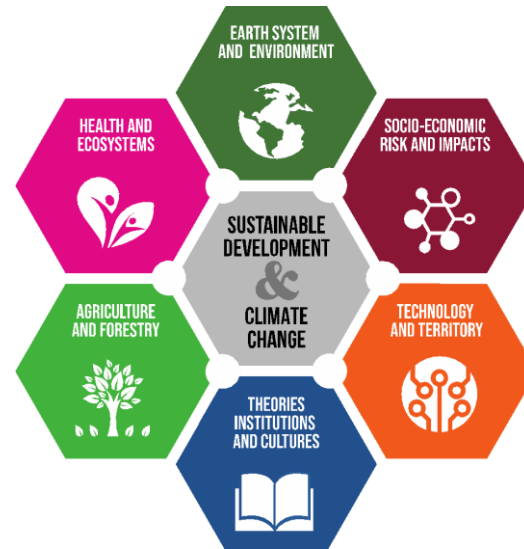 EARTH SYSTEM
AND ENVIRONMENT
HEALTH AND
ECOSYSTEMS
SOCIO-ECONOMIC
RISK AND IMPACTS
SUSTAINABLE
DEVELOPMENT
&
CLIMATE
CHANGE
AGRICULTURE
AND FORESTRY
TECHNOLOGY
AND TERRITORY
THEORIES
INSTITUTIONS
AND CULTURES